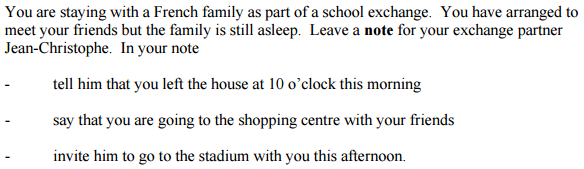 You are staying with a French family as part of a school exchange.  You have arranged to
meet your friends but the family is still asleep.  Leave a note for your exchange partner
Jean-Christophe.  In your note
- tell him that you left the house at 10 o’clock this morning
- say that you are going to the shopping centre with your friends
- invite him to go to the stadium with you this afternoon.